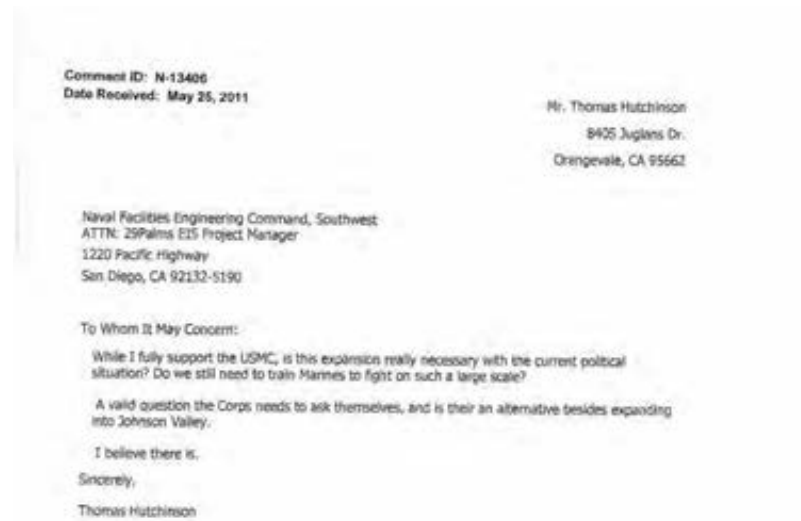 Comment ID: N-13406
Date Received: May 25, 2011
Mr. Thomas Hutchinson
8405 Juglans Dr.
Orangevale, CA 95662
Naval Facilities Engineering Command, Southwest
ATTN: 29Palms EIS Project Manager
1220 Pacific Highway
San Diego, CA 92132-5190
To Whom It May Concern:
While I fully support the USMC, is this expansion really necessary with the current political
situation? Do we still need to train Marines to fight on such a large scale?
A valid question the Corps needs to ask themselves, and is their an alternative besides expanding
into Johnson Valley.
I believe there is.
Sincerely,
Thomas Hutchinson